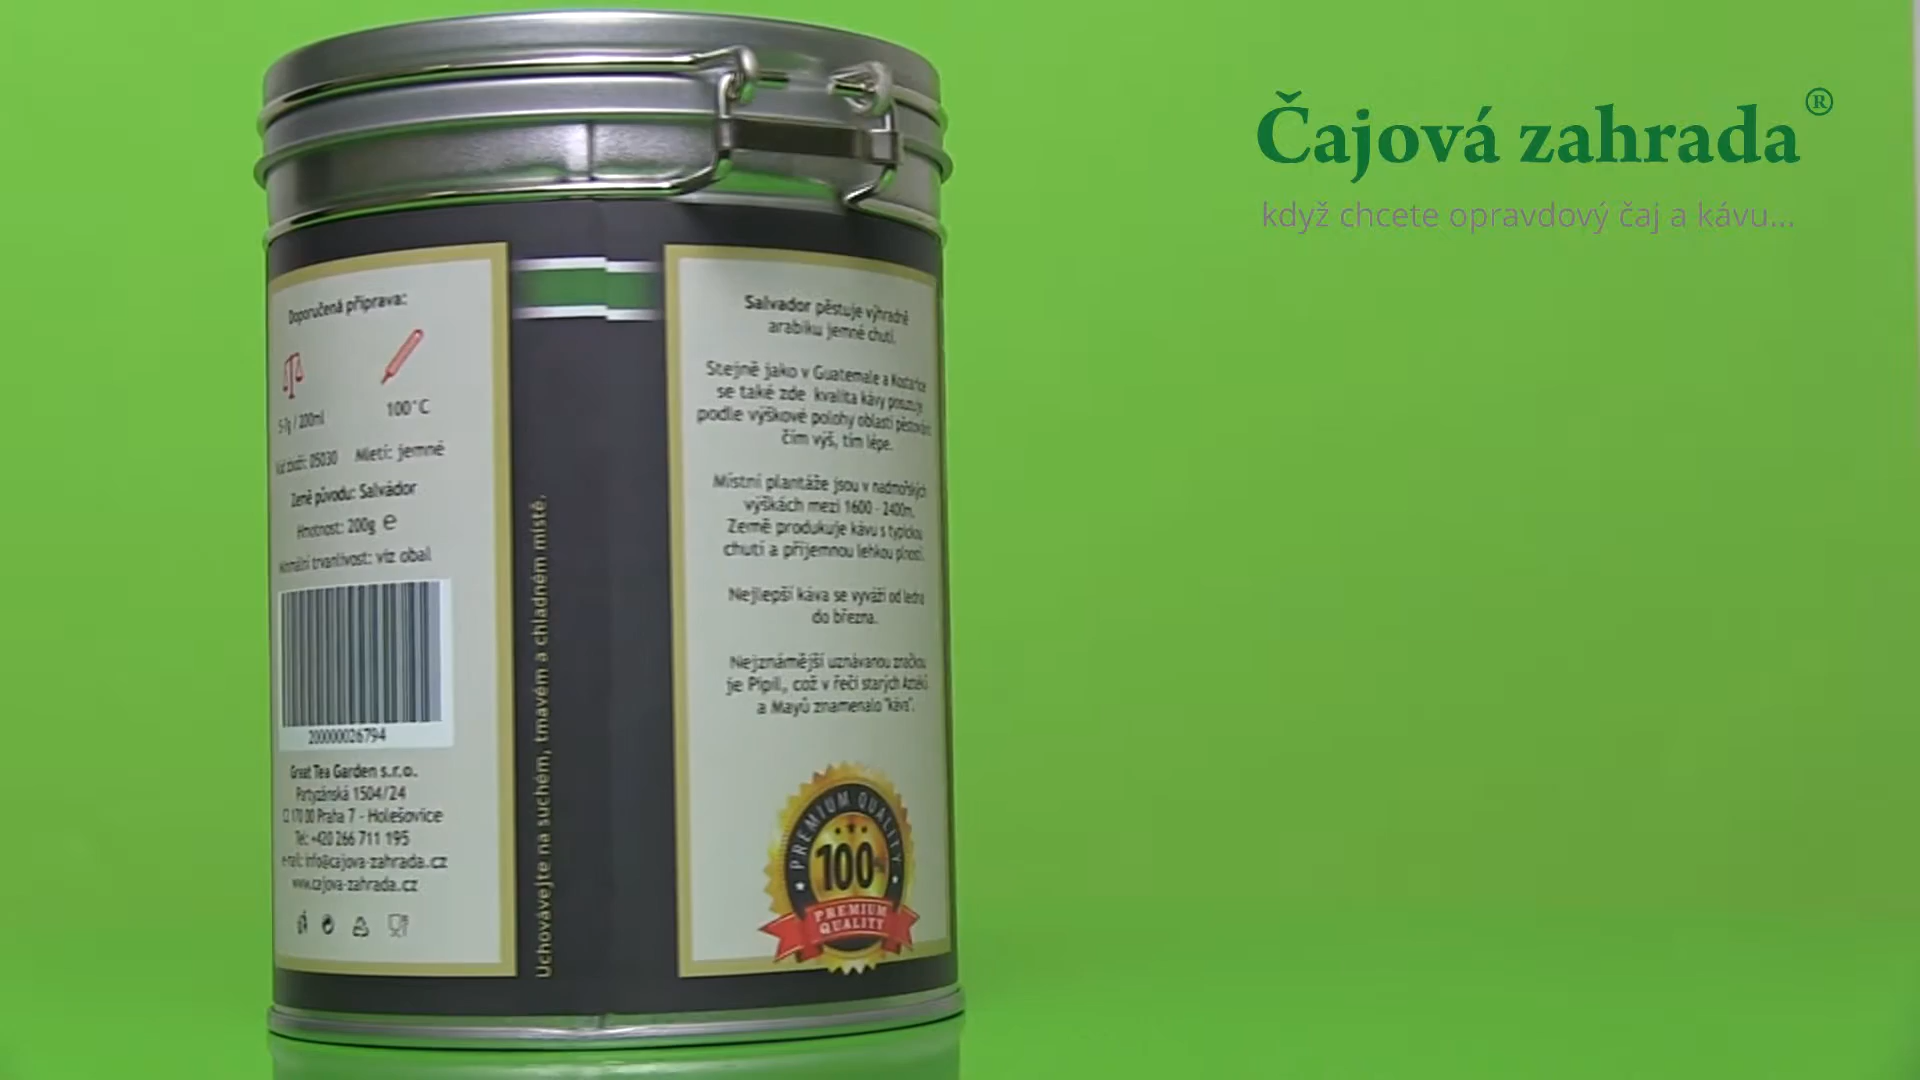 Čajová zahrada®
když chcete opravdový čaj a kávu...
Doporučená příprava:
5-7g / 200ml
100°C
zboží: 05030 Mletí: jemné
Země původu: Salvádor
Hmotnost: 200g e
Minimální trvanlivost: viz obal
200000026794
Great Tea Garden s.r.o.
Partyzánská 1504/24
170 00 Praha 7 - Holešovice
Tel: +420 266 711 195
e-mail: info@cajova-zahrada.cz
www.cajova-zahrada.cz
Uchovávejte na suchém, tmavém a chladném místě.
Salvador pěstuje výhradně
arabiku jemné chuti.
Stejně jako v Guatemale a Kostarice
se také zde kvalita kávy posuzuje
podle výškové polohy oblasti pěstování
čím výš, tím lépe.
Místní plantáže jsou v nadmořských
výškách mezi 1600 - 2400m.
Země produkuje kávu s typickou
chutí a příjemnou lehkou plností.
Nejlepší káva se vyváží od ledna
do března.
Nejznámější uznávanou značkou
je Pipil, což v řeči starých Aztéků
a Mayů znamenalo "káva".
PREMIUM QUALITY
100%
PREMIUM
QUALITY